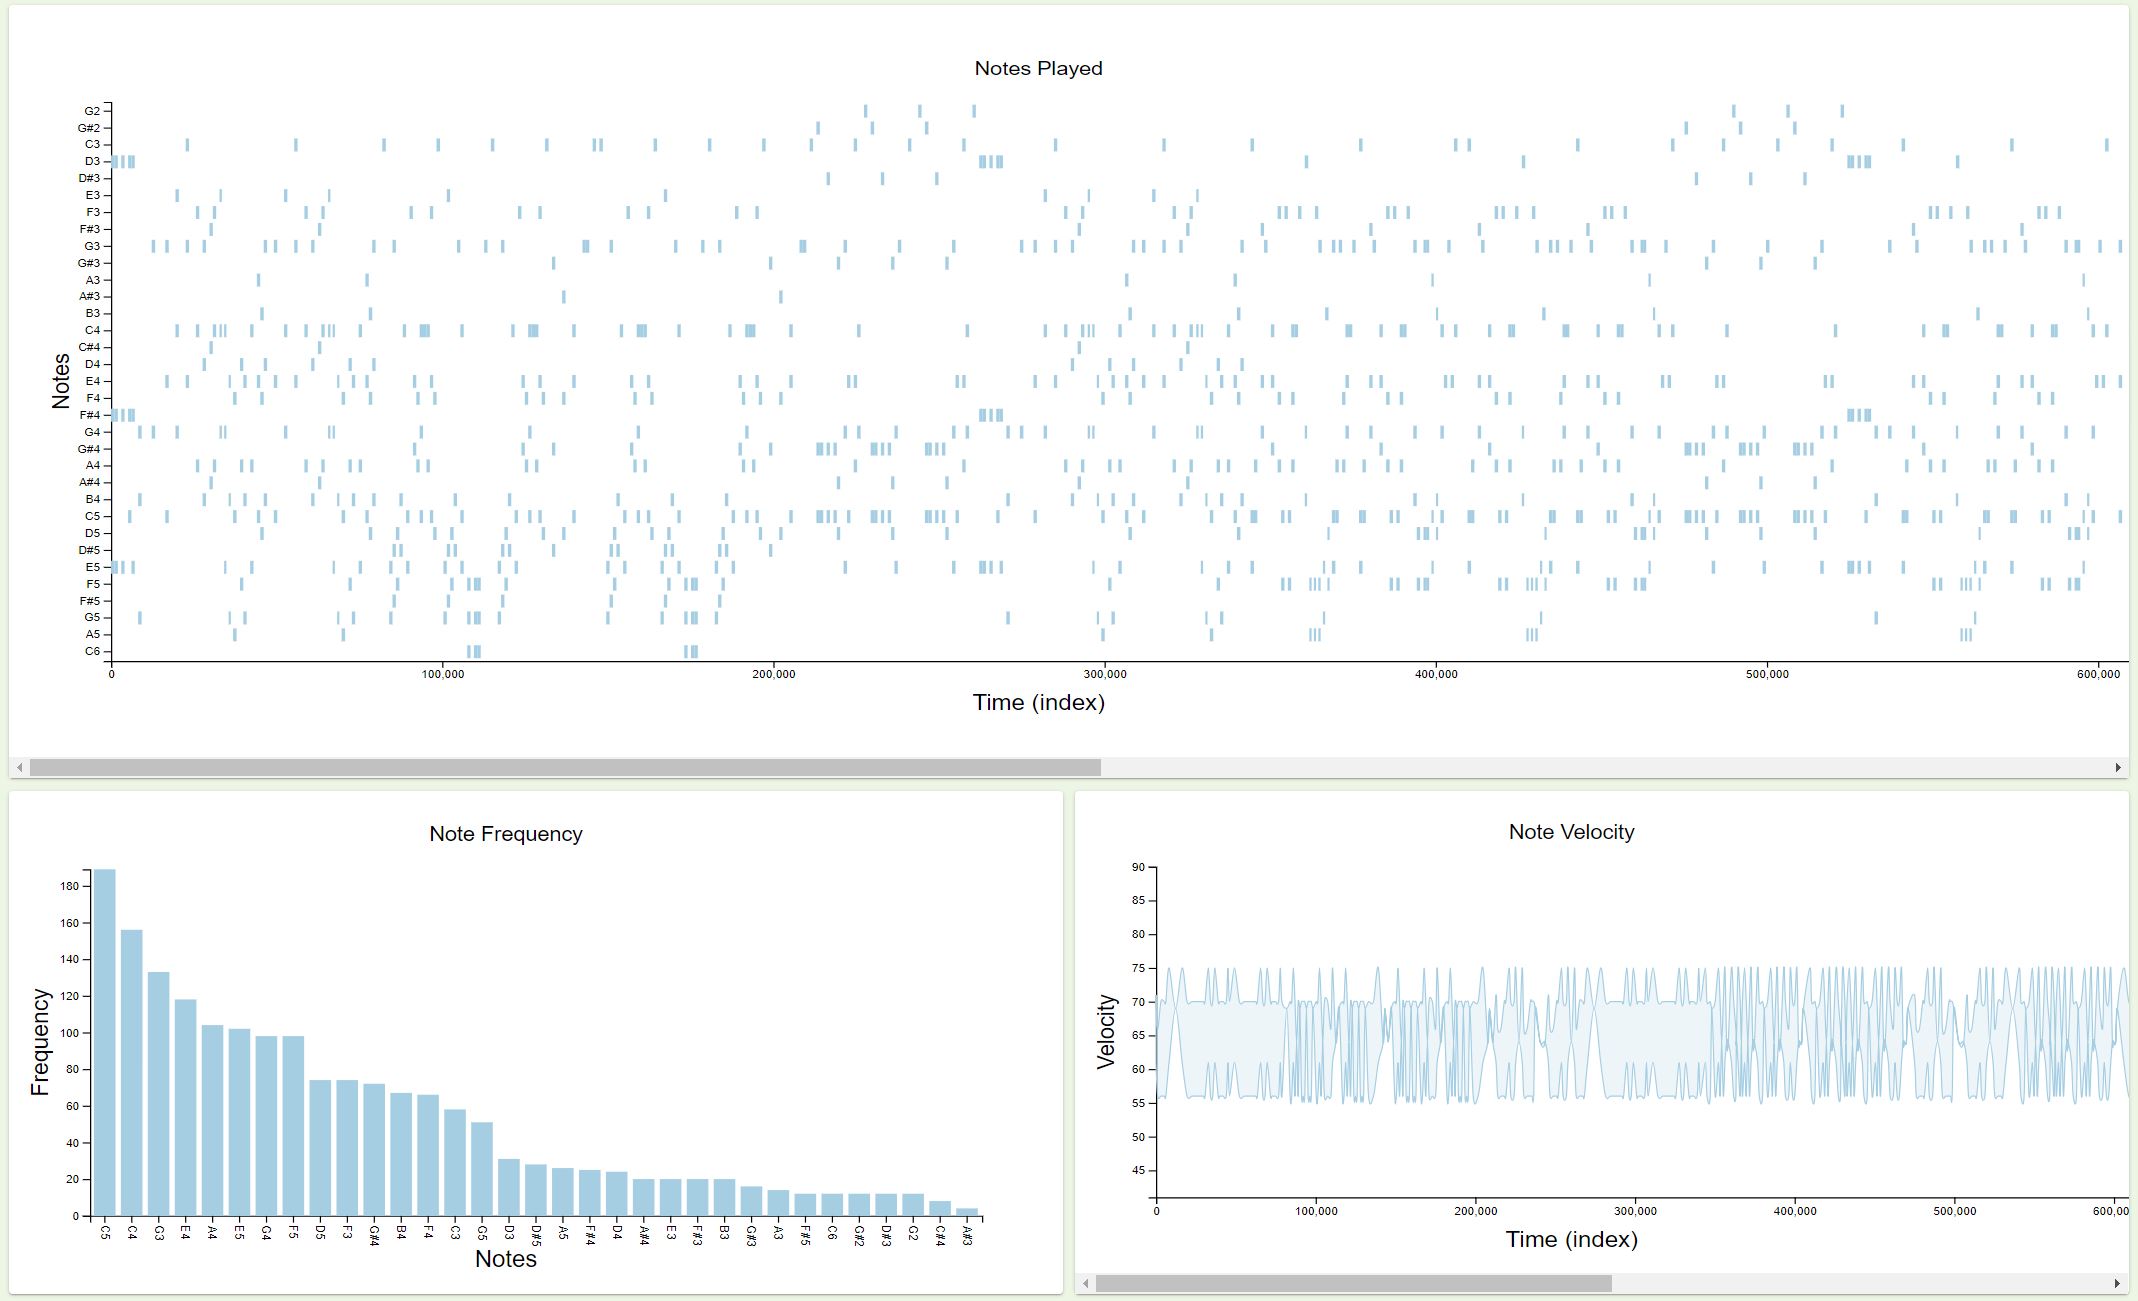 Notes Played
G2
G#2
C3
D3
D#3
E3
F3
F#3
G3
G#3
A3
A#3
B3
C4
C#4
D4
E4
F4
F#4
G4
G#4
A4
A#4
B4
C5
D5
D#5
E5
F5
F#5
G5
A5
C6
Notes
0 100,000 200,000 300,000 400,000 500,000 600,000
Time (index)
Note Frequency
180
160
140
120
100
80
60
40
20
0
Frequency
C5 C4 G3 E4 A4 E5 G4 F5 D5 F3 G#4 B4 F4 C3 G5 D3 D#5 A5 F#4 D4 A#4 E3 F#3 B3 G#3 A3 F#5 C6 G#2 D#3 G2 C#4 A#3
Notes
Note Velocity
90
85
80
75
70
65
60
55
50
45
Velocity
0 100,000 200,000 300,000 400,000 500,000 600,00
Time (index)